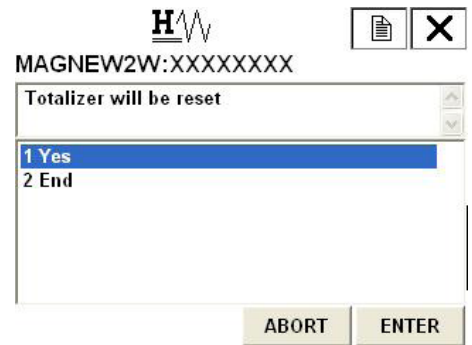 H
MAGNEW2W:XXXXXXXX
Totalizer will be reset
1 Yes
2 End
ABORT ENTER